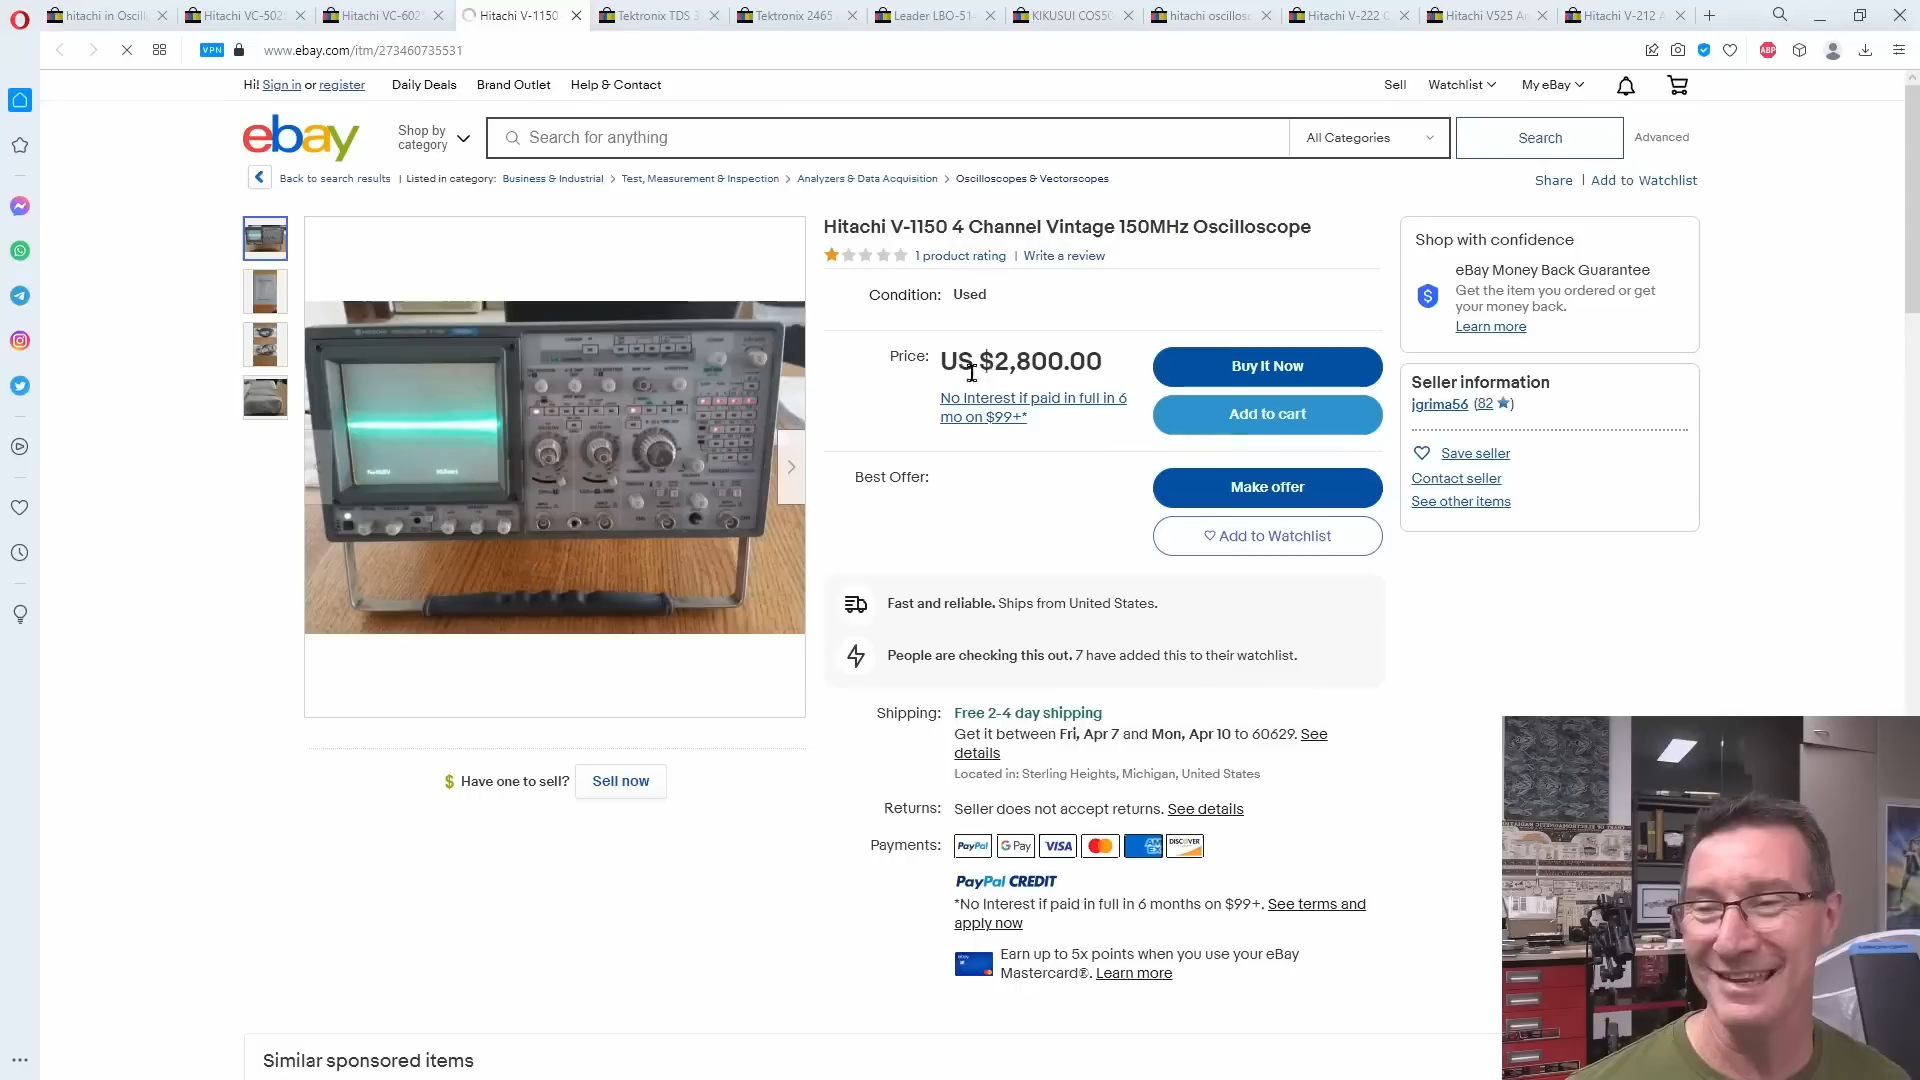 hitachi in Oscill
Hitachi VC-502
Hitachi VC-602
Hitachi V-1150
Tektronix TDS 3
Tektronix 2465
Leader LBO-51
KIKUSUI COS50
hitachi oscillos
Hitachi V-222
Hitachi V525 A
Hitachi V-212 A
VPN
www.ebay.com/itm/273460735531
ABP
Hi! Sign in or register
Daily Deals
Brand Outlet
Help & Contact
Sell
Watchlist
My eBay
ebay
Shop by
category
Search for anything
All Categories
Search
Advanced
Back to search results | Listed in category: Business & Industrial > Test, Measurement & Inspection > Analyzers & Data Acquisition > Oscilloscopes & Vectorscopes
Share | Add to Watchlist
Hitachi V-1150 4 Channel Vintage 150MHz Oscilloscope
1 product rating | Write a review
Condition: Used
Price: US $2,800.00
No Interest if paid in full in 6
mo on $99+*
Buy It Now
Add to cart
Best Offer:
Make offer
Add to Watchlist
Fast and reliable. Ships from United States.
People are checking this out. 7 have added this to their watchlist.
Shipping: Free 2-4 day shipping
Get it between Fri, Apr 7 and Mon, Apr 10 to 60629. See
details
Located in: Sterling Heights, Michigan, United States
Returns: Seller does not accept returns. See details
Payments: PayPal G Pay VISA AM EX DISCOVER
PayPal CREDIT
*No Interest if paid in full in 6 months on $99+. See terms and
apply now
Earn up to 5x points when you use your eBay
Mastercard®. Learn more
Shop with confidence
eBay Money Back Guarantee
Get the item you ordered or get
your money back.
Learn more
Seller information
jgrima56 (82)
Save seller
Contact seller
See other items
Have one to sell? Sell now
Similar sponsored items